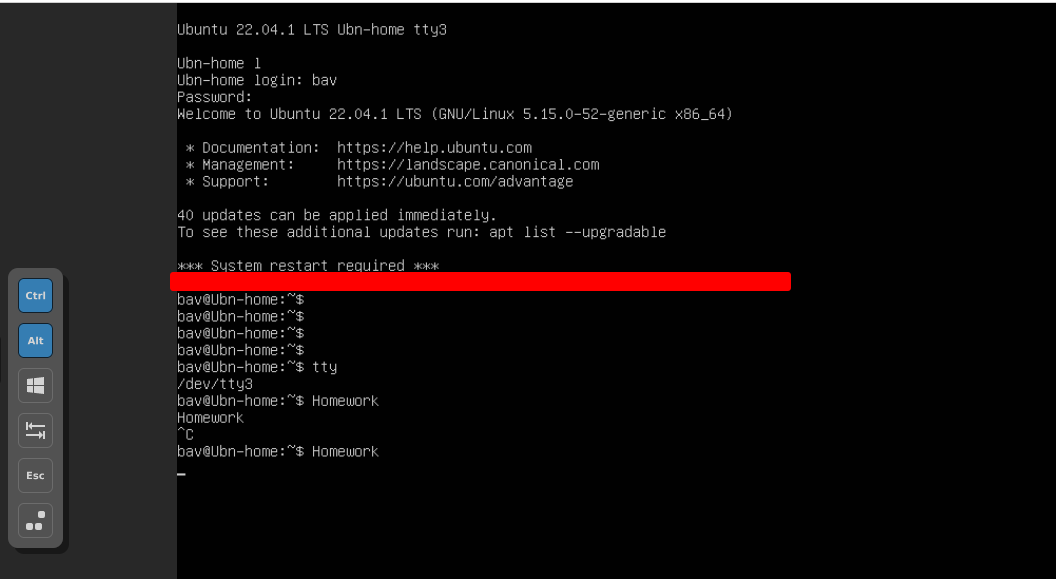 Ubuntu 22.04.1 LTS Ubn-home tty3
Ubn-home l
Ubn-home login: bav
Password:
Welcome to Ubuntu 22.04.1 LTS (GNU/Linux 5.15.0-52-generic x86_64)
* Documentation:  https://help.ubuntu.com
* Management:     https://landscape.canonical.com
* Support:        https://ubuntu.com/advantage
40 updates can be applied immediately.
To see these additional updates run: apt list --upgradable
*** System restart required ***
bav@Ubn-home:~$
bav@Ubn-home:~$
bav@Ubn-home:~$
bav@Ubn-home:~$
bav@Ubn-home:~$ tty
/dev/tty3
bav@Ubn-home:~$ Homework
Homework
^C
bav@Ubn-home:~$ Homework
Ctrl
Alt
Esc